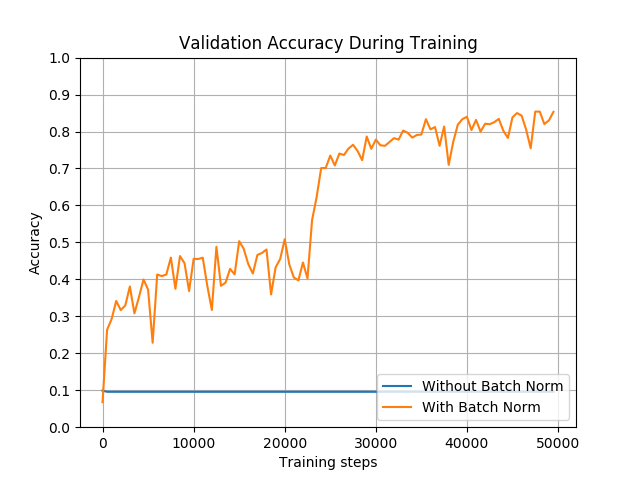 Validation Accuracy During Training
1.0
0.9
0.8
0.7
0.6
0.5
0.4
0.3
0.2
0.1
0.0
Accuracy
Without Batch Norm
With Batch Norm
0 10000 20000 30000 40000 50000
Training steps